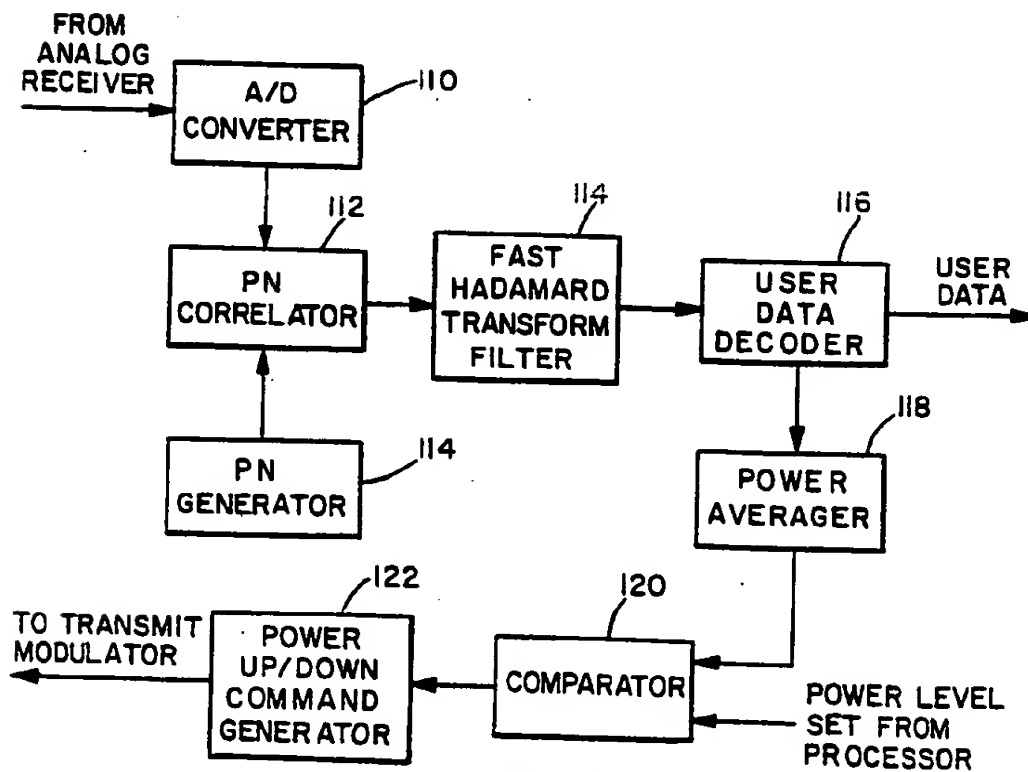 FROM
ANALOG
RECEIVER
A/D
CONVERTER
110
112
PN
CORRELATOR
114
FAST
HADAMARD
TRANSFORM
FILTER
116
USER
DATA
DECODER
USER
DATA
PN
GENERATOR
114
118
POWER
AVERAGER
TO TRANSMIT
MODULATOR
122
POWER
UP/DOWN
COMMAND
GENERATOR
120
COMPARATOR
POWER LEVEL
SET FROM
PROCESSOR